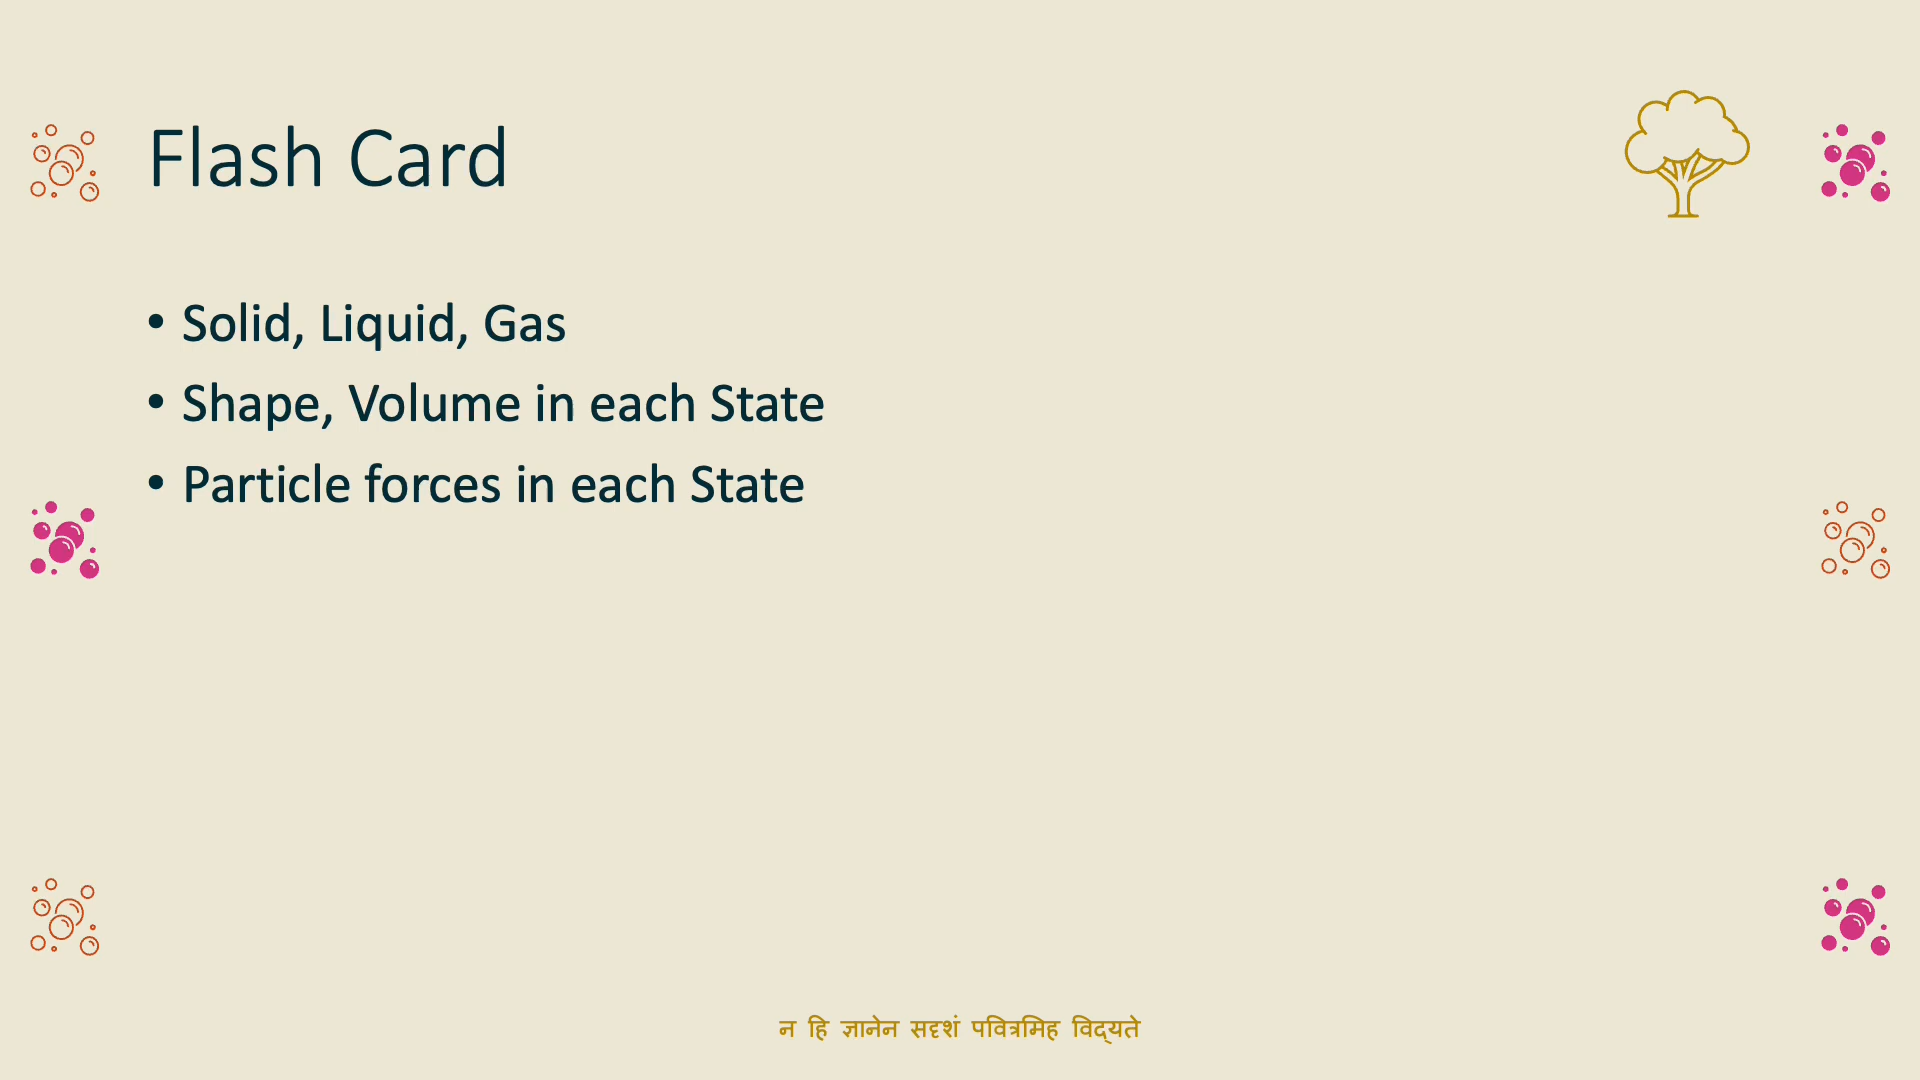 Flash Card
• Solid, Liquid, Gas
• Shape, Volume in each State
• Particle forces in each State
न हि ज्ञानेन सदृशं पवित्रमिह विद्यते